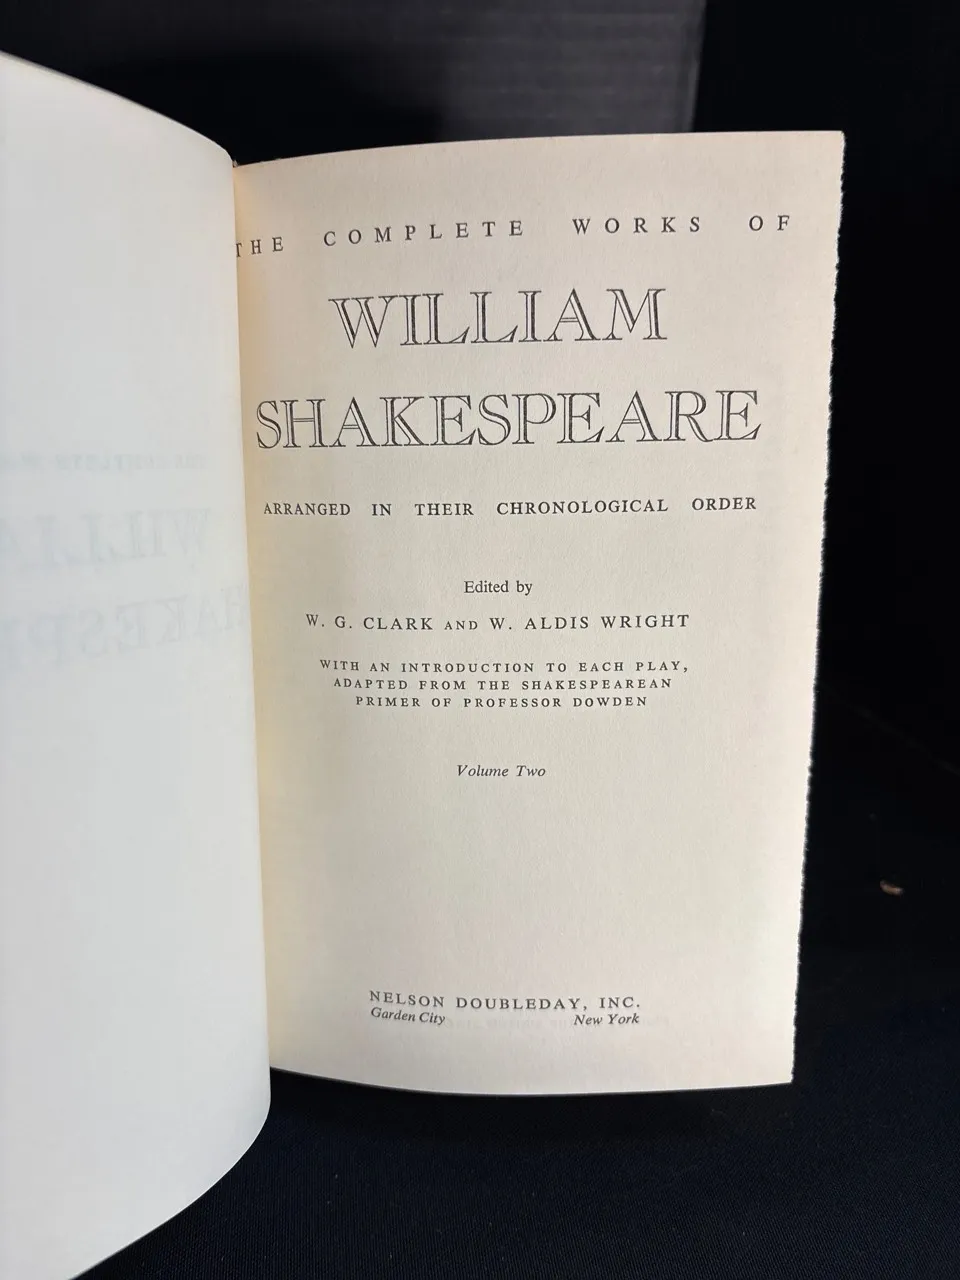 THE COMPLETE WORKS OF
WILLIAM
SHAKESPEARE
ARRANGED IN THEIR CHRONOLOGICAL ORDER
Edited by
W. G. CLARK AND W. ALDIS WRIGHT
WITH AN INTRODUCTION TO EACH PLAY,
ADAPTED FROM THE SHAKESPEAREAN
PRIMER OF PROFESSOR DOWDEN
Volume Two
NELSON DOUBLEDAY, INC.
Garden City New York